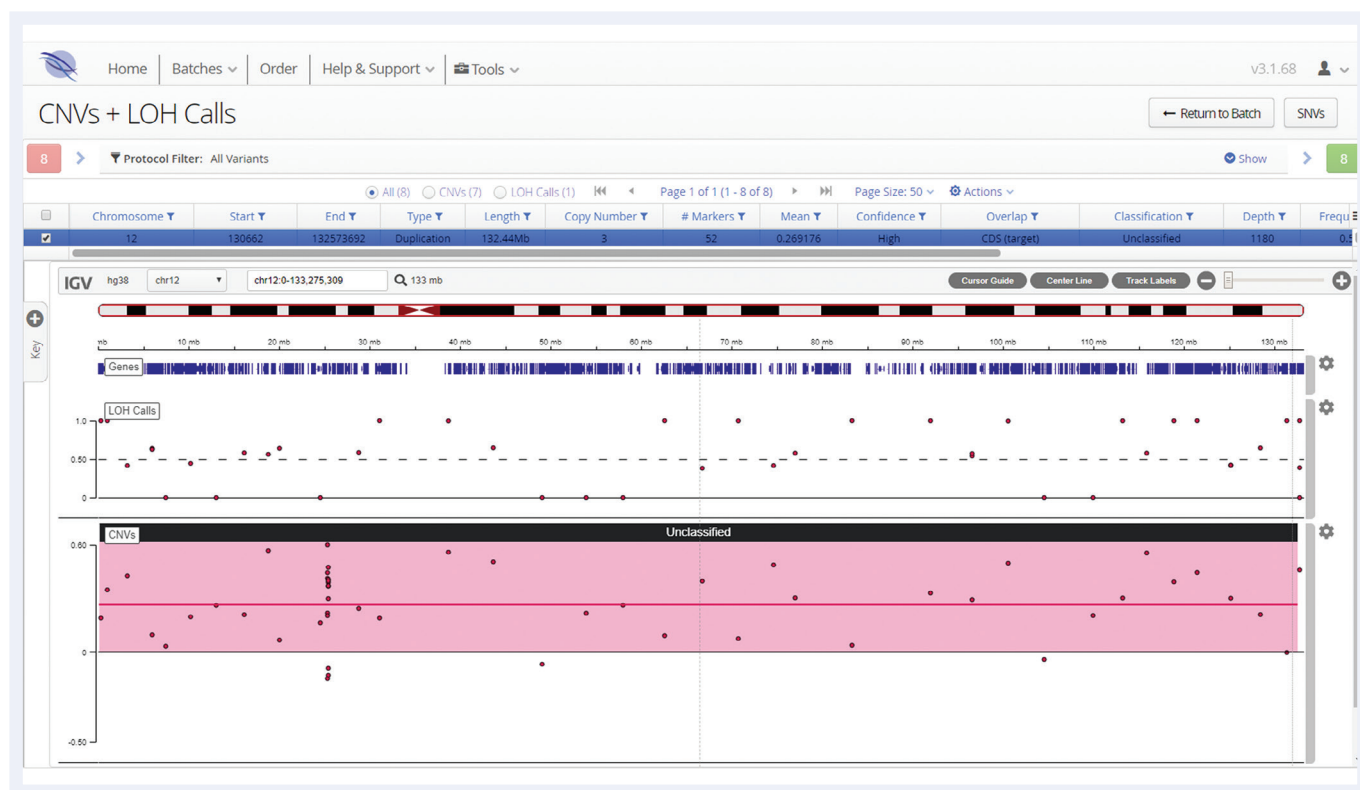 Home Batches Order Help & Support Tools v3.1.68
CNVs + LOH Calls
← Return to Batch SNVs
8 Protocol Filter: All Variants Show 8
All (8) CNVs (7) LOH Calls (1) Page 1 of 1 (1 - 8 of 8) Page Size: 50 Actions
Chromosome Start End Type Length Copy Number # Markers Mean Confidence Overlap Classification Depth Frequ
12 130662 132573692 Duplication 132.44Mb 3 52 0.269176 High CDS (target) Unclassified 1180
IGV hg38 chr12 chr12:0-133,275,309 133 mb Cursor Guide Center Line Track Labels
Key
mb 10 mb 20 mb 30 mb 40 mb 50 mb 60 mb 70 mb 80 mb 90 mb 100 mb 110 mb 120 mb 130 mb
Genes
LOH Calls
1.0
0.50
0
CNVs Unclassified
0.60
0
-0.50